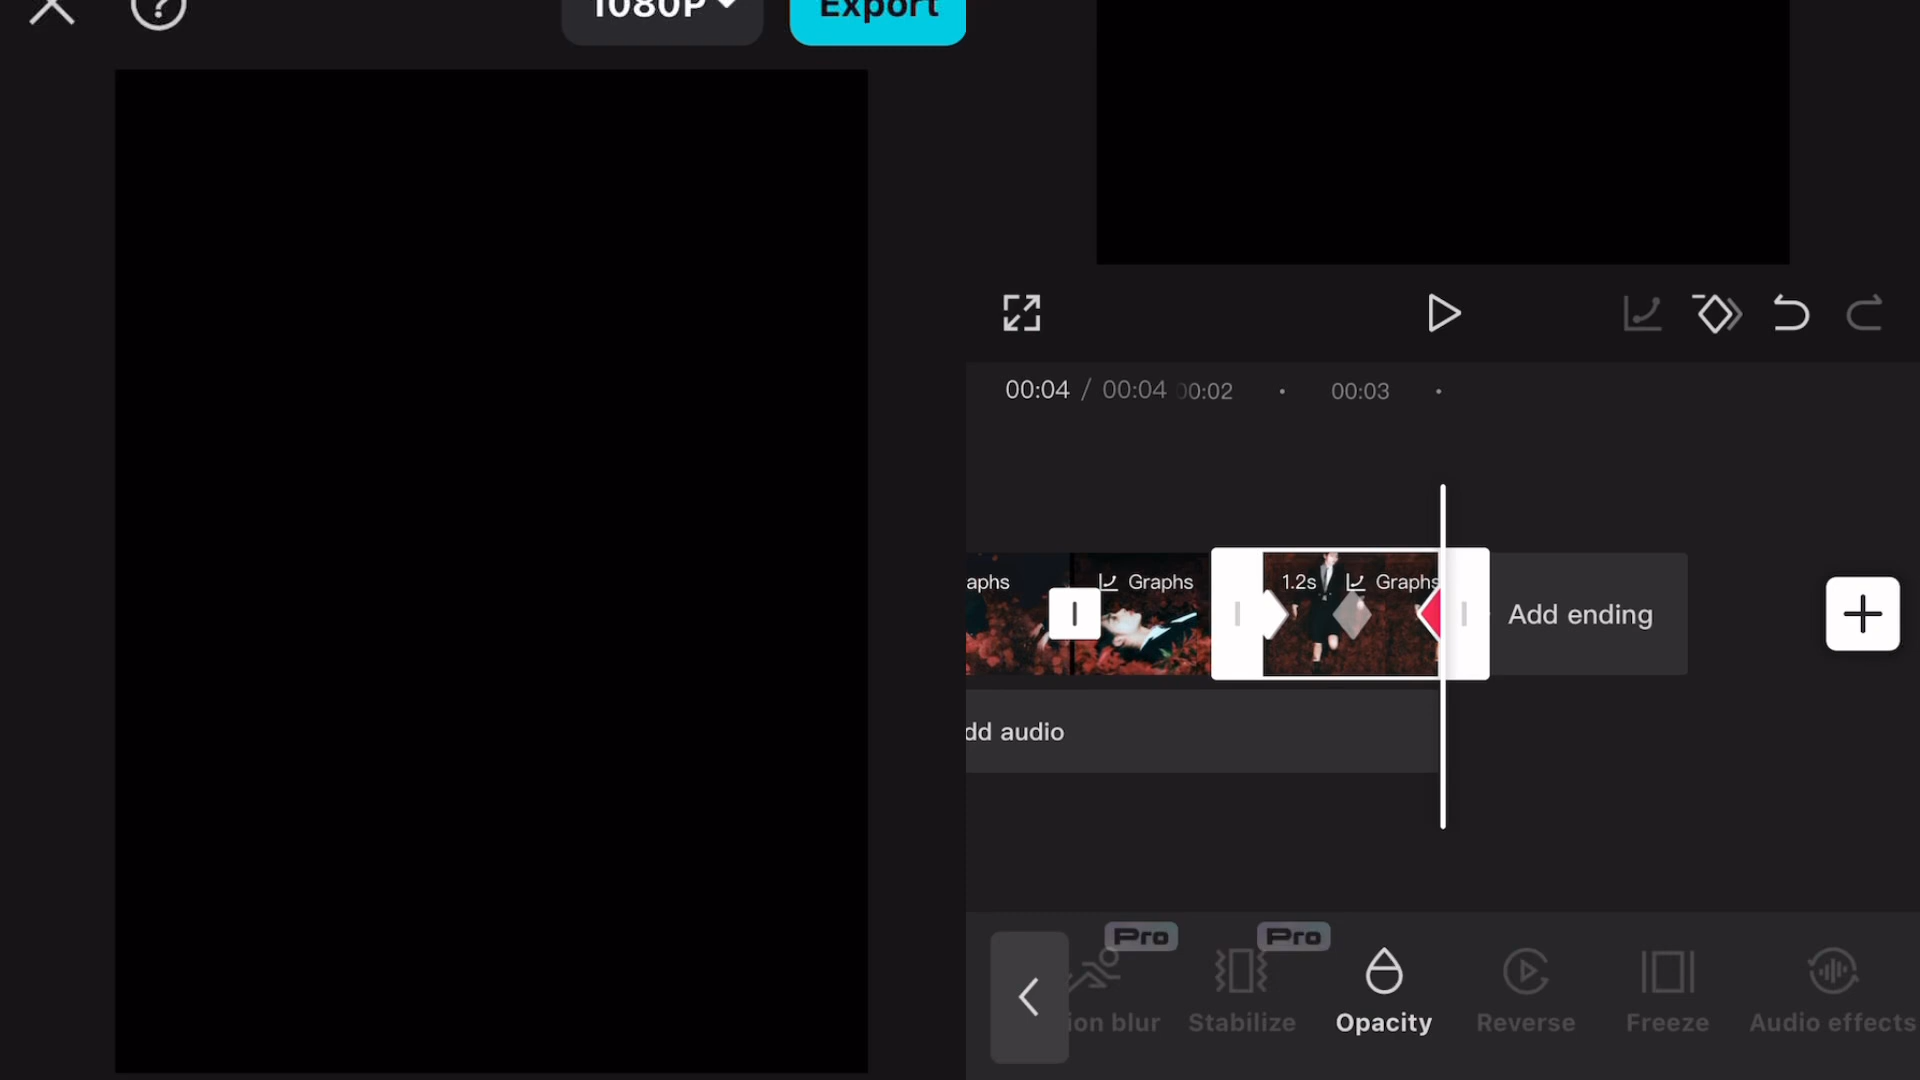 1080P
Export
00:04 / 00:04
00:02
00:03
aphs
Graphs
1.2s
Graphs
Add ending
dd audio
Pro
Pro
ion blur
Stabilize
Opacity
Reverse
Freeze
Audio effects